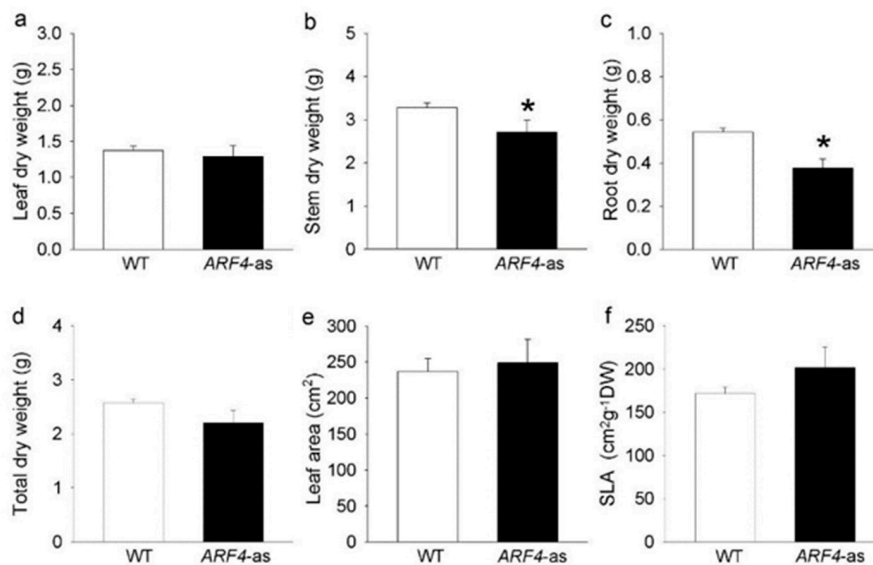 a
Leaf dry weight (g)
3.0
2.5
2.0
1.5
1.0
0.5
0.0
WT
ARF4-as
b
Stem dry weight (g)
5
4
3
2
1
0
*
WT
ARF4-as
c
Root dry weight (g)
1.0
0.8
0.6
0.4
0.2
0.0
*
WT
ARF4-as
d
Total dry weight (g)
4
3
2
1
0
WT
ARF4-as
e
Leaf area (cm²)
300
250
200
150
100
50
0
WT
ARF4-as
f
SLA (cm²g⁻¹DW)
250
200
150
100
50
0
WT
ARF4-as